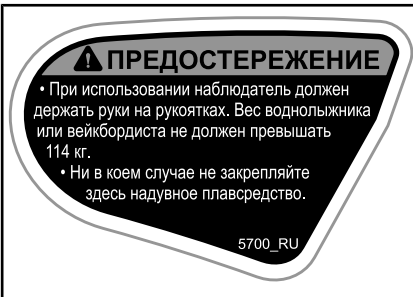 ПРЕДОСТЕРЕЖЕНИЕ
• При использовании наблюдатель должен
держать руки на рукоятках. Вес воднолыжника
или вейкбордиста не должен превышать
114 кг.
• Ни в коем случае не закрепляйте
здесь надувное плавсредство.
5700_RU